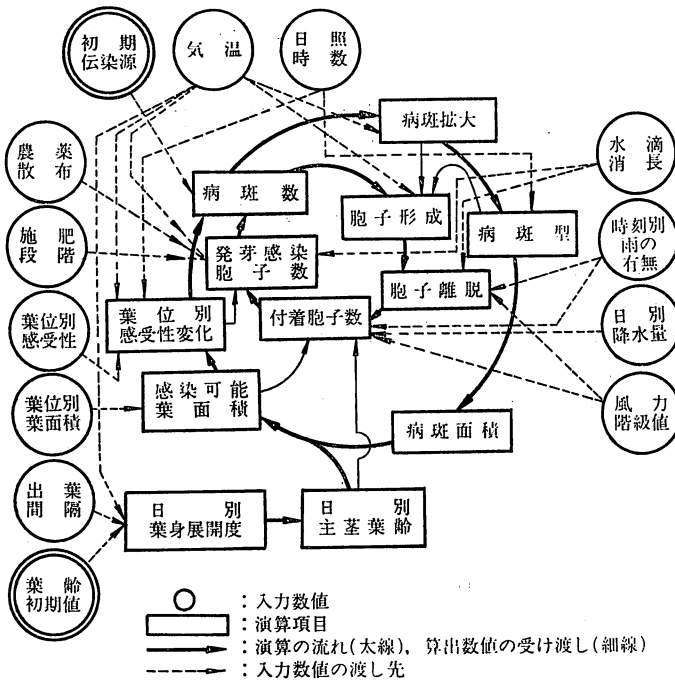 初期
伝染源
気温
日照
時数
病斑拡大
農薬
散布
病斑数
水滴
消長
胞子形成
病斑型
施肥
段階
発芽感染
胞子数
時刻別
雨の
有無
胞子離脱
葉位別
感受性
葉位別
感受性変化
付着胞子数
日別
降水量
葉位別
葉面積
感染可能
葉面積
病斑面積
風力
階級値
出葉
間隔
日別
葉身展開度
日別
主茎葉齢
葉齢
初期値
:入力数値
:演算項目
:演算の流れ(太線),算出数値の受け渡し(細線)
:入力数値の渡し先